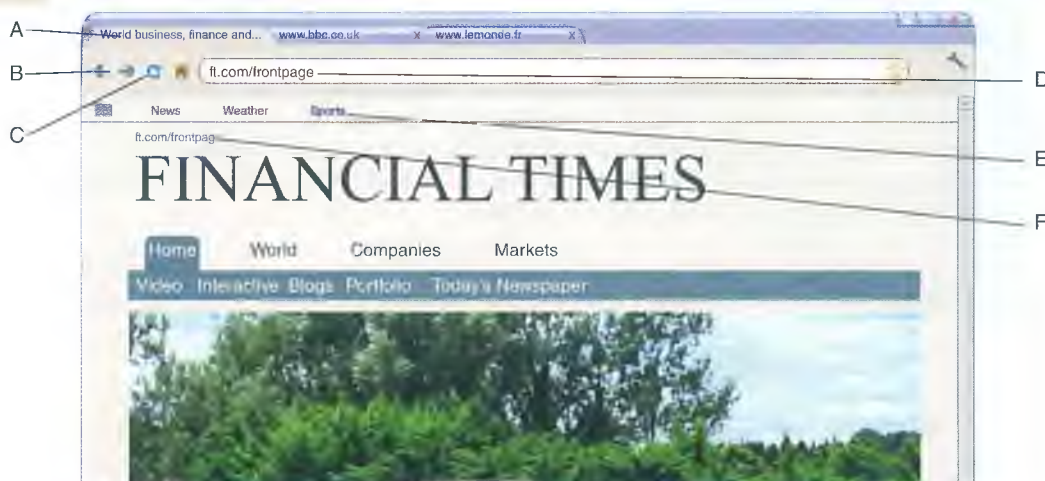 A
World business, finance and... www.bbc.co.uk x www.lemonde.fr x
B
ft.com/frontpage
D
News Weather Sports
C
ft.com/frontpag
E
FINANCIAL TIMES
F
Home World Companies Markets
Video Interactive Blogs Portfolio Today's Newspaper